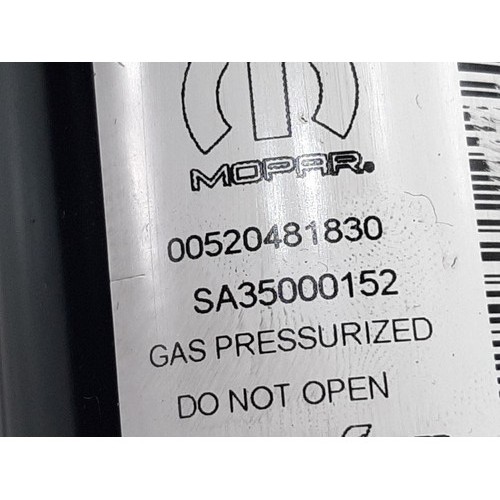 MOPAR®
00520481830
SA35000152
GAS PRESSURIZED
DO NOT OPEN